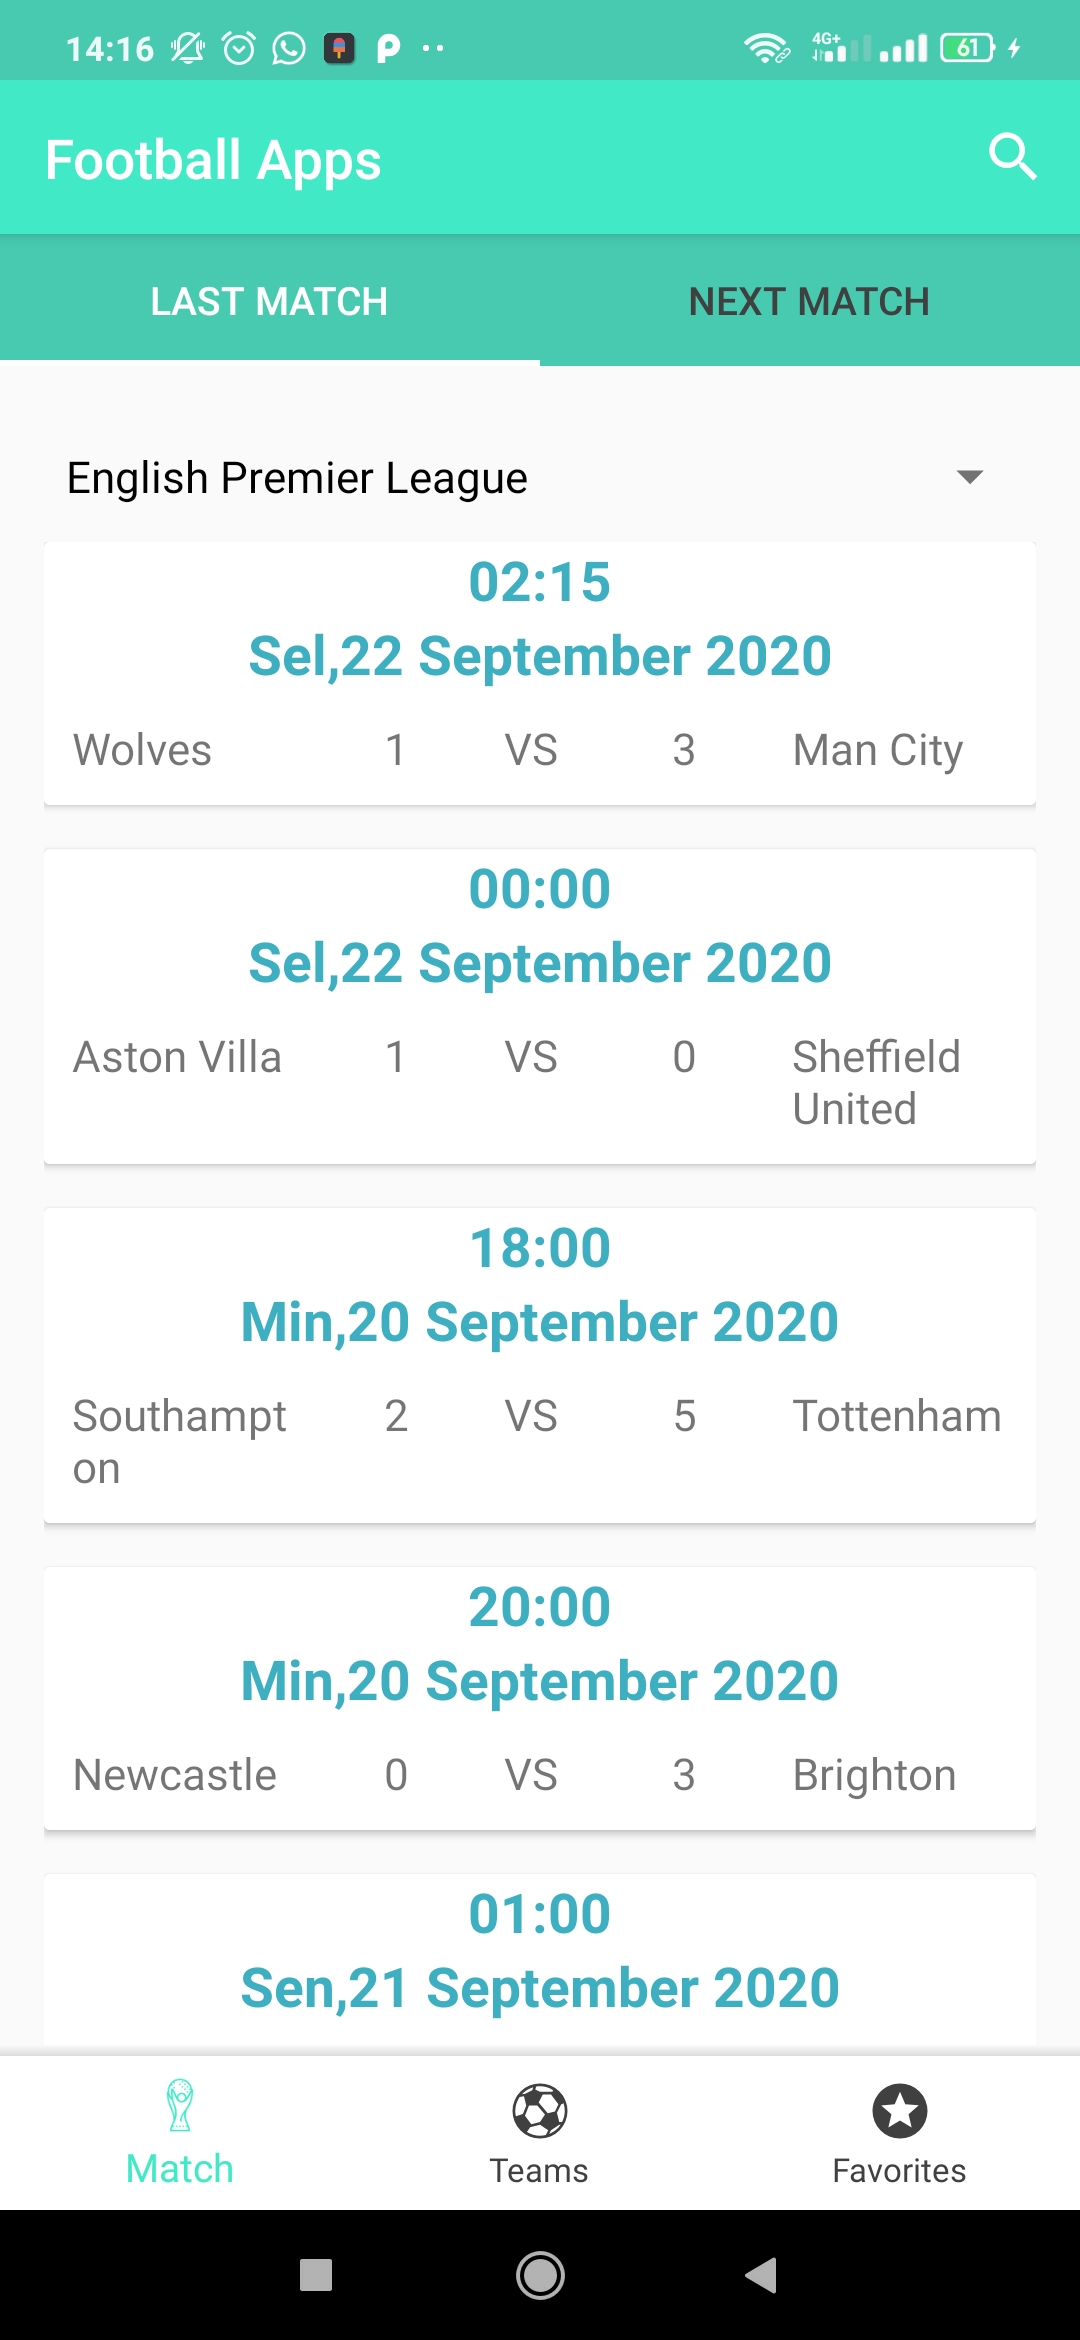 14:16 4G+ 61
Football Apps
LAST MATCH NEXT MATCH
English Premier League
02:15
Sel,22 September 2020
Wolves 1 VS 3 Man City
00:00
Sel,22 September 2020
Aston Villa 1 VS 0 Sheffield
United
18:00
Min,20 September 2020
Southampt 2 VS 5 Tottenham
on
20:00
Min,20 September 2020
Newcastle 0 VS 3 Brighton
01:00
Sen,21 September 2020
Match Teams Favorites